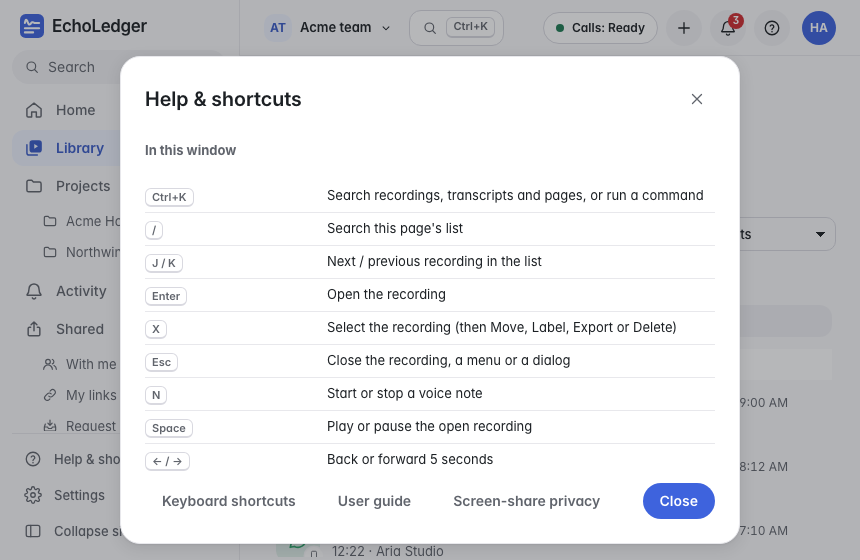 EchoLedger
AT Acme team
Ctrl+K
Calls: Ready
3
HA
Search
Home
Library
Projects
Acme Ho
Northwin
Activity
Shared
With me
My links
Request
Help & sho
Settings
Collapse s
Help & shortcuts
In this window
Ctrl+K Search recordings, transcripts and pages, or run a command
/ Search this page's list
J / K Next / previous recording in the list
Enter Open the recording
X Select the recording (then Move, Label, Export or Delete)
Esc Close the recording, a menu or a dialog
N Start or stop a voice note
Space Play or pause the open recording
← / → Back or forward 5 seconds
Keyboard shortcuts User guide Screen-share privacy Close
ts
9:00 AM
8:12 AM
7:10 AM
12:22 · Aria Studio